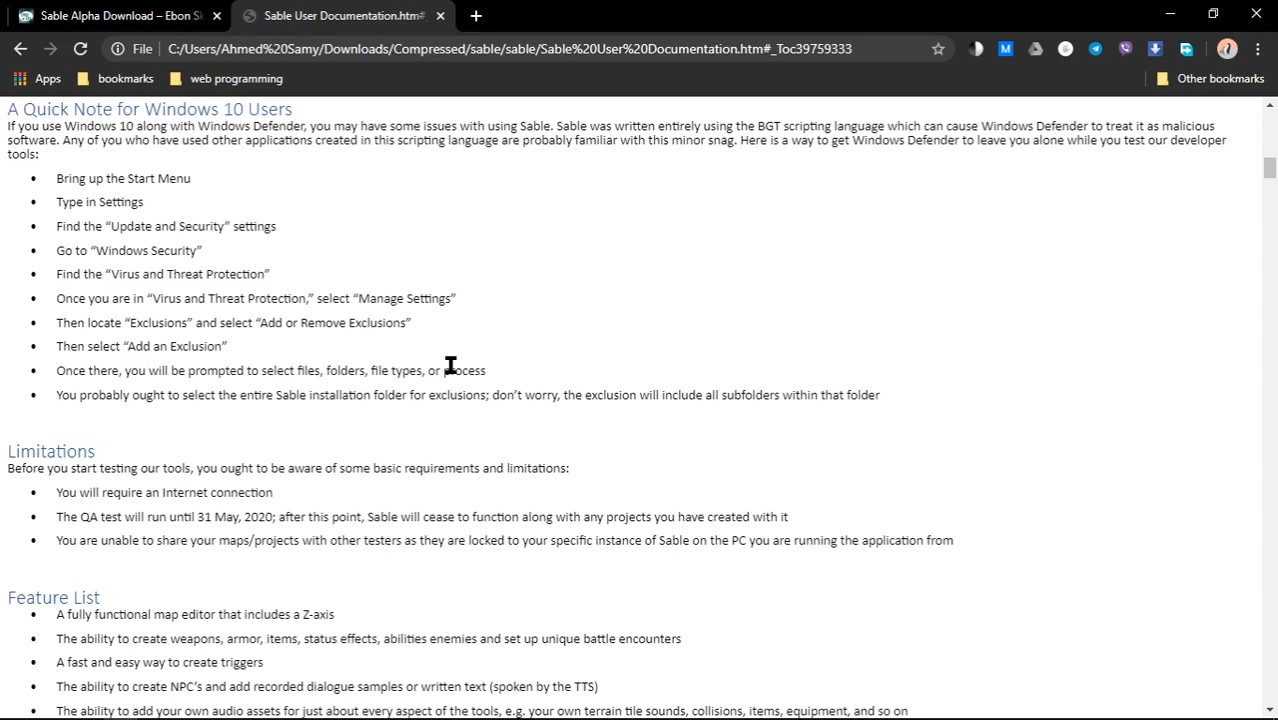 Sable Alpha Download – Ebon Sk
Sable User Documentation.htm#_
File C:/Users/Ahmed%20Samy/Downloads/Compressed/sable/sable/Sable%20User%20Documentation.htm#_Toc39759333
Apps bookmarks web programming Other bookmarks
A Quick Note for Windows 10 Users
If you use Windows 10 along with Windows Defender, you may have some issues with using Sable. Sable was written entirely using the BGT scripting language which can cause Windows Defender to treat it as malicious
software. Any of you who have used other applications created in this scripting language are probably familiar with this minor snag. Here is a way to get Windows Defender to leave you alone while you test our developer
tools:
• Bring up the Start Menu
• Type in Settings
• Find the “Update and Security” settings
• Go to “Windows Security”
• Find the “Virus and Threat Protection”
• Once you are in “Virus and Threat Protection,” select “Manage Settings”
• Then locate “Exclusions” and select “Add or Remove Exclusions”
• Then select “Add an Exclusion”
• Once there, you will be prompted to select files, folders, file types, or process
• You probably ought to select the entire Sable installation folder for exclusions; don’t worry, the exclusion will include all subfolders within that folder
Limitations
Before you start testing our tools, you ought to be aware of some basic requirements and limitations:
• You will require an Internet connection
• The QA test will run until 31 May, 2020; after this point, Sable will cease to function along with any projects you have created with it
• You are unable to share your maps/projects with other testers as they are locked to your specific instance of Sable on the PC you are running the application from
Feature List
• A fully functional map editor that includes a Z-axis
• The ability to create weapons, armor, items, status effects, abilities enemies and set up unique battle encounters
• A fast and easy way to create triggers
• The ability to create NPC’s and add recorded dialogue samples or written text (spoken by the TTS)
• The ability to add your own audio assets for just about every aspect of the tools, e.g. your own terrain tile sounds, collisions, items, equipment, and so on